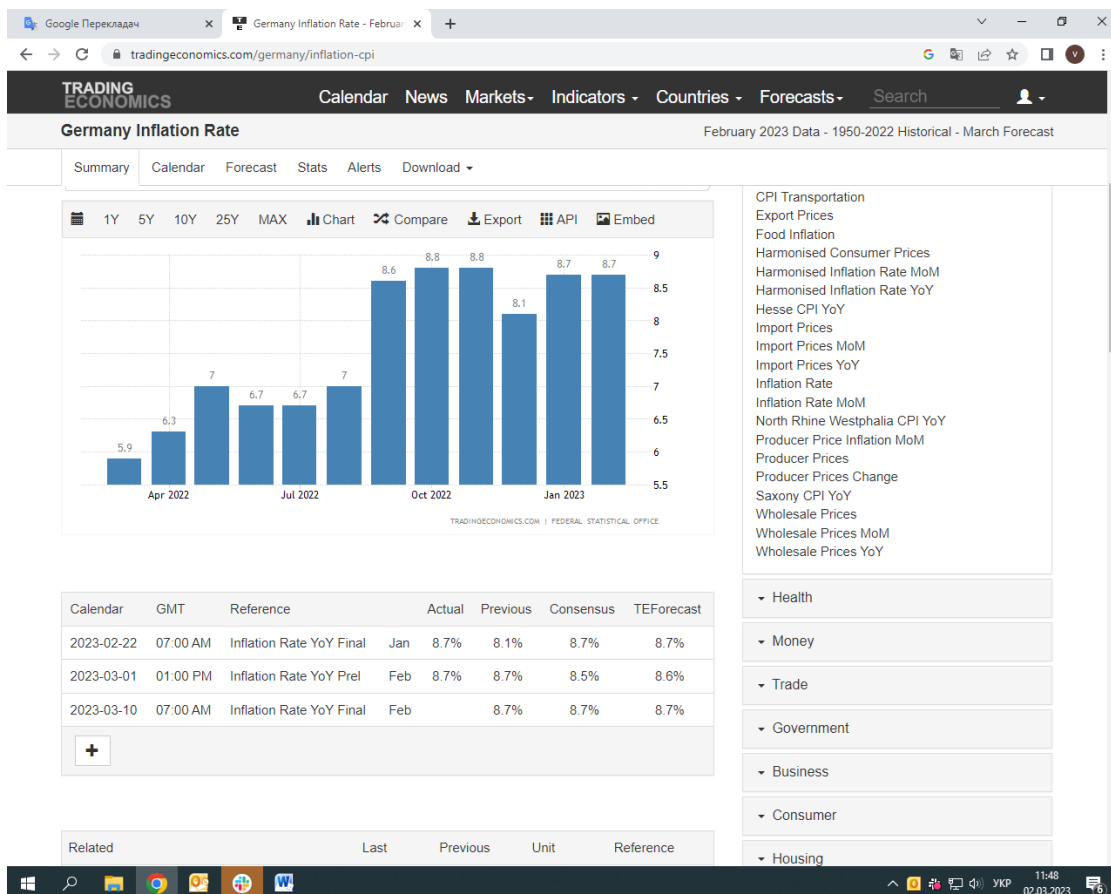 Google Перекладач
Germany Inflation Rate - Februar
tradingeconomics.com/germany/inflation-cpi
TRADING
ECONOMICS
Calendar News Markets Indicators Countries Forecasts Search
Germany Inflation Rate
February 2023 Data - 1950-2022 Historical - March Forecast
Summary Calendar Forecast Stats Alerts Download
1Y 5Y 10Y 25Y MAX Chart Compare Export API Embed
5.9 6.3 7 6.7 6.7 7 8.6 8.8 8.8 8.1 8.7 8.7
9
8.5
8
7.5
7
6.5
6
5.5
Apr 2022 Jul 2022 Oct 2022 Jan 2023
TRADINGECONOMICS.COM | FEDERAL STATISTICAL OFFICE
Calendar GMT Reference Actual Previous Consensus TEForecast
2023-02-22 07:00 AM Inflation Rate YoY Final Jan 8.7% 8.1% 8.7% 8.7%
2023-03-01 01:00 PM Inflation Rate YoY Prel Feb 8.7% 8.7% 8.5% 8.6%
2023-03-10 07:00 AM Inflation Rate YoY Final Feb 8.7% 8.7% 8.7%
Related Last Previous Unit Reference
CPI Transportation
Export Prices
Food Inflation
Harmonised Consumer Prices
Harmonised Inflation Rate MoM
Harmonised Inflation Rate YoY
Hesse CPI YoY
Import Prices
Import Prices MoM
Import Prices YoY
Inflation Rate
Inflation Rate MoM
North Rhine Westphalia CPI YoY
Producer Price Inflation MoM
Producer Prices
Producer Prices Change
Saxony CPI YoY
Wholesale Prices
Wholesale Prices MoM
Wholesale Prices YoY
Health
Money
Trade
Government
Business
Consumer
Housing
УКР
11:48
02.03.2023